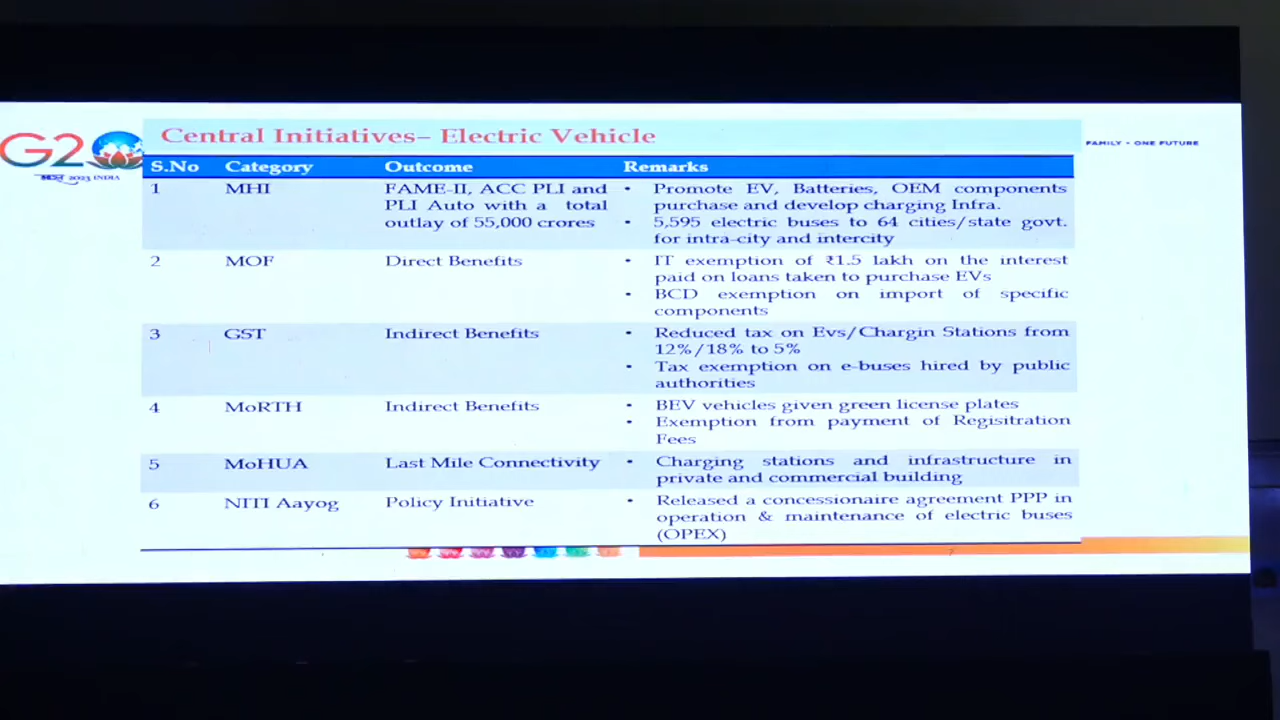 G20
भारत 2023 INDIA
FAMILY • ONE FUTURE
Central Initiatives– Electric Vehicle
S.No Category Outcome Remarks
1 MHI FAME-II, ACC PLI and • Promote EV, Batteries, OEM components
PLI Auto with a total purchase and develop charging Infra.
outlay of 55,000 crores • 5,595 electric buses to 64 cities/state govt.
for intra-city and intercity
2 MOF Direct Benefits • IT exemption of ₹1.5 lakh on the interest
paid on loans taken to purchase EVs
• BCD exemption on import of specific
components
3 GST Indirect Benefits • Reduced tax on Evs/Chargin Stations from
12%/18% to 5%
• Tax exemption on e-buses hired by public
authorities
4 MoRTH Indirect Benefits • BEV vehicles given green license plates
• Exemption from payment of Regisitration
Fees
5 MoHUA Last Mile Connectivity • Charging stations and infrastructure in
private and commercial building
6 NITI Aayog Policy Initiative • Released a concessionaire agreement PPP in
operation & maintenance of electric buses
(OPEX)